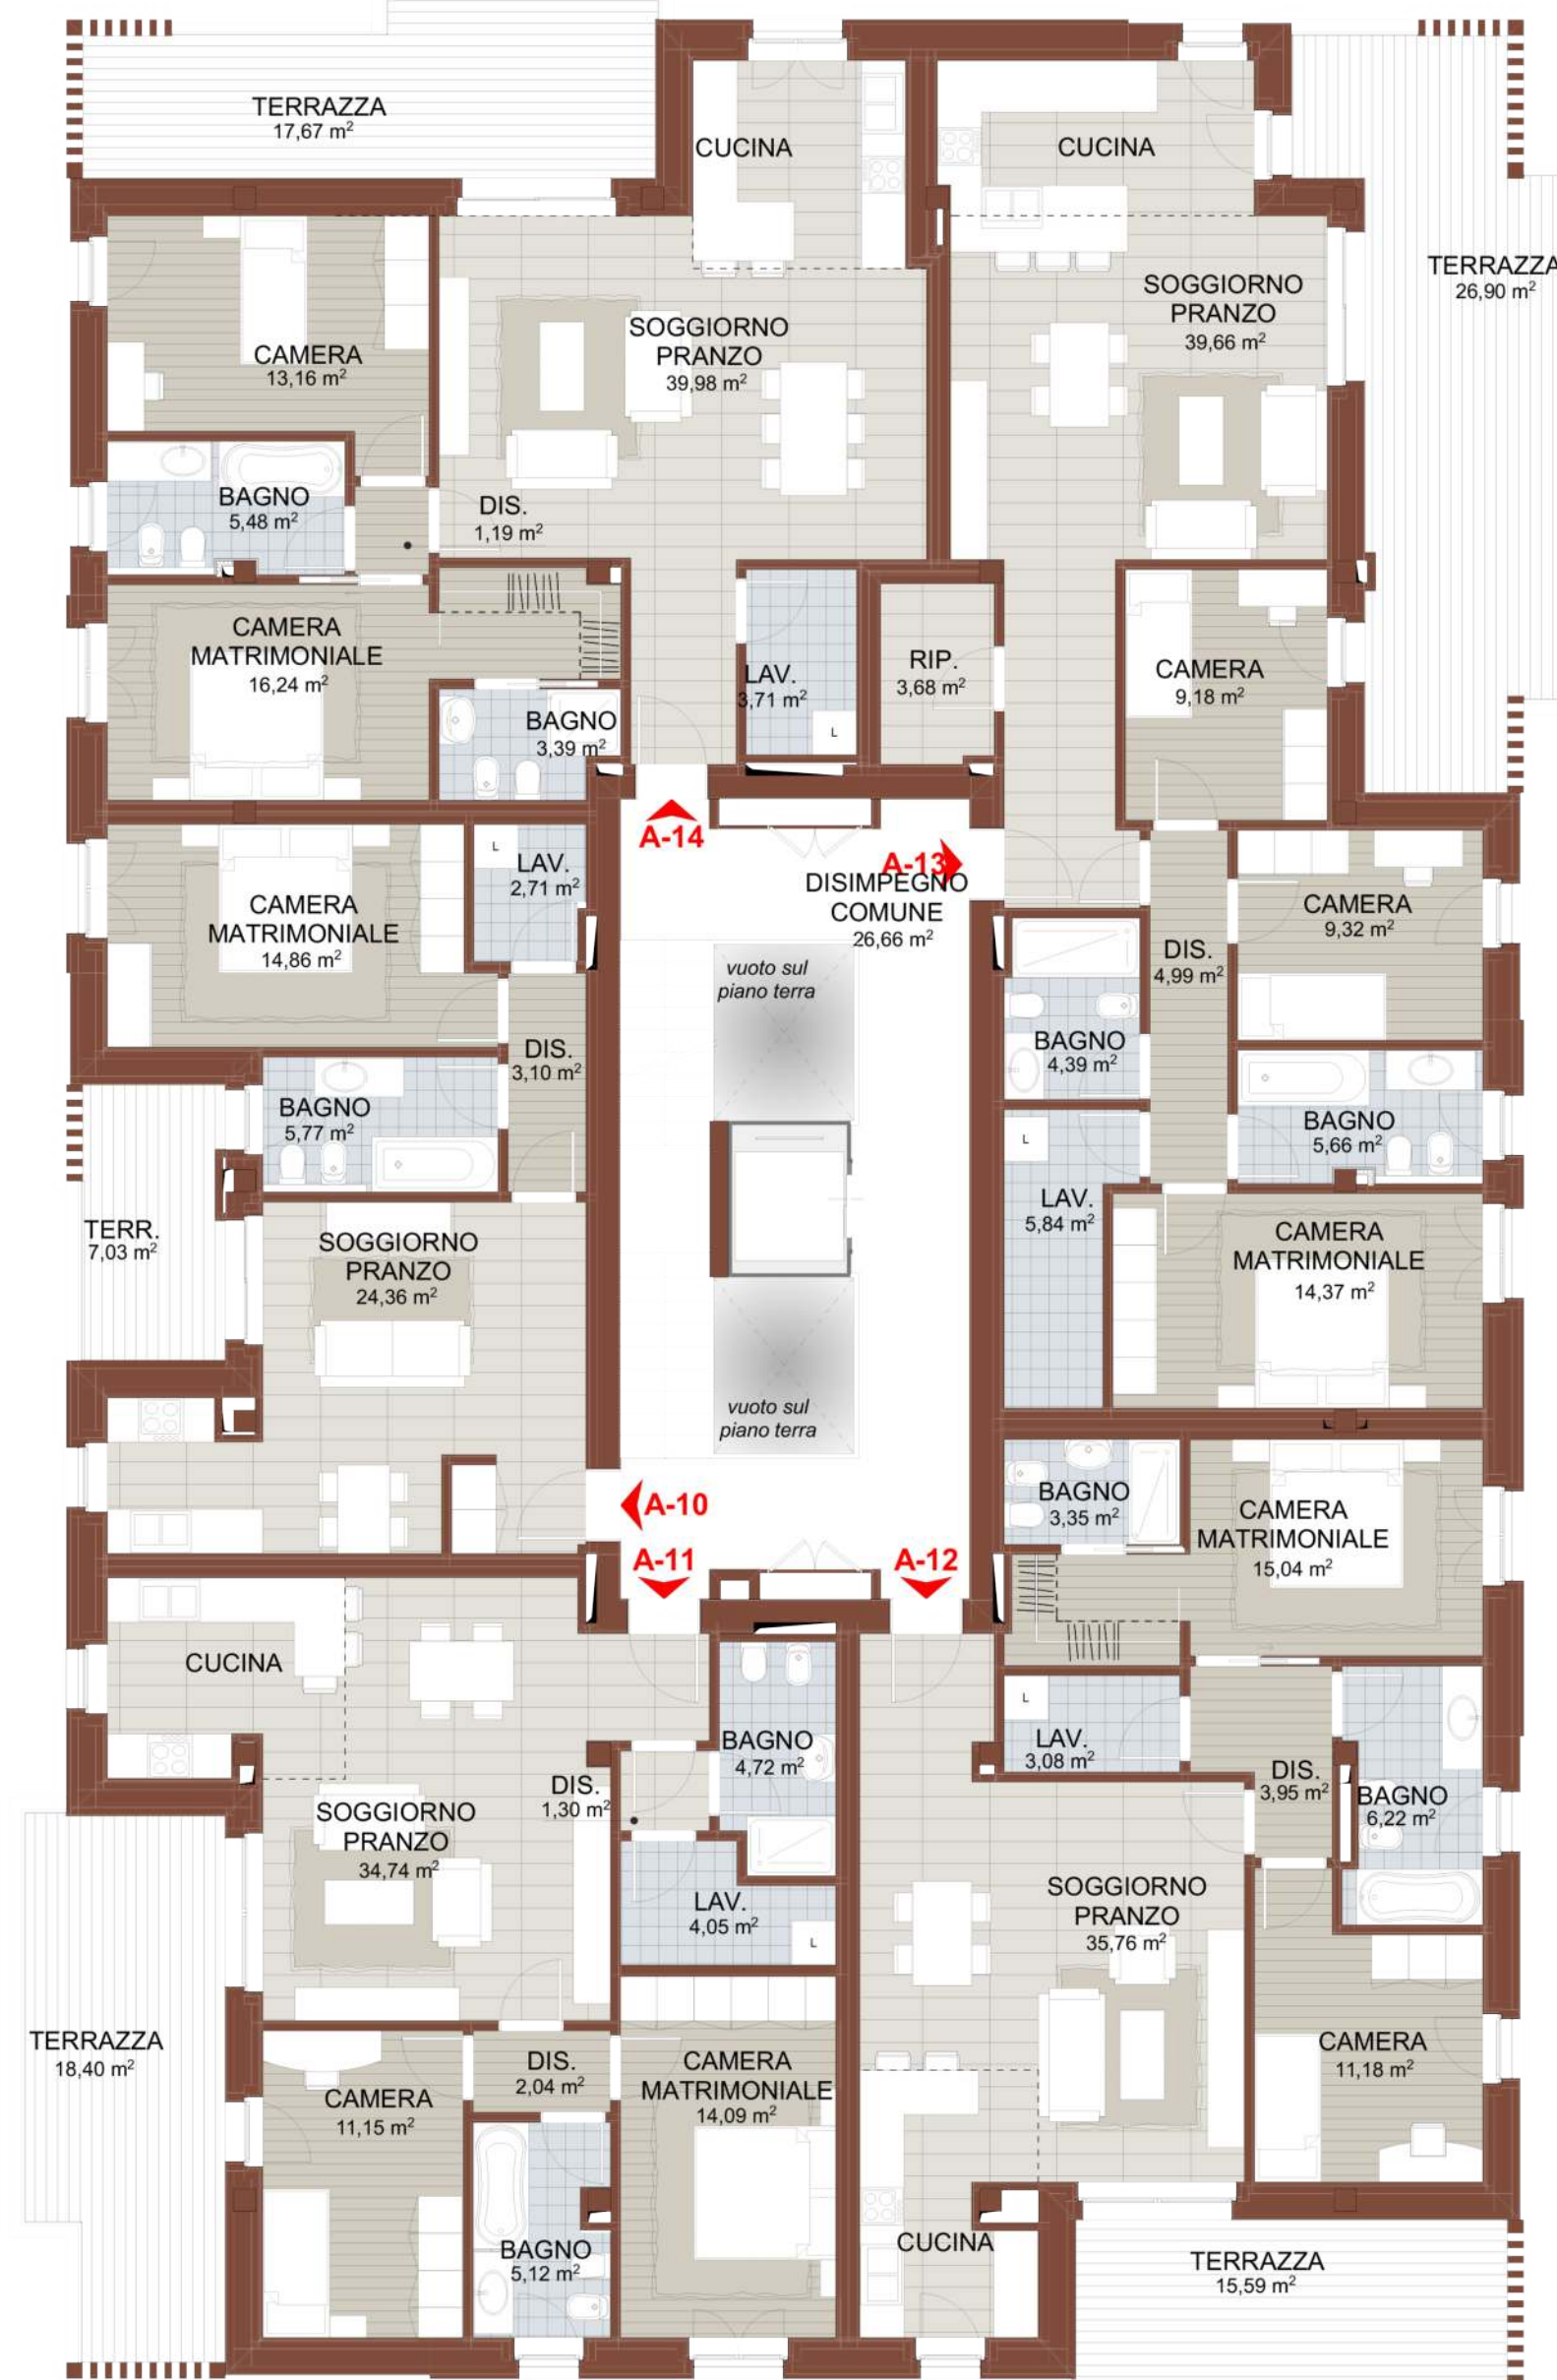 TERRAZZA
17,67 m²
CUCINA
CUCINA
TERRAZZA
26,90 m²
SOGGIORNO
PRANZO
39,66 m²
SOGGIORNO
PRANZO
39,98 m²
CAMERA
13,16 m²
BAGNO
5,48 m²
DIS.
1,19 m²
CAMERA
MATRIMONIALE
16,24 m²
BAGNO
3,39 m²
LAV.
3,71 m²
L
RIP.
3,68 m²
CAMERA
9,18 m²
A-14
A-13
DISIMPEGNO
COMUNE
26,66 m²
L
LAV.
2,71 m²
CAMERA
MATRIMONIALE
14,86 m²
CAMERA
9,32 m²
DIS.
4,99 m²
vuoto sul
piano terra
DIS.
3,10 m²
BAGNO
4,39 m²
BAGNO
5,77 m²
BAGNO
5,66 m²
L
LAV.
5,84 m²
TERR.
7,03 m²
SOGGIORNO
PRANZO
24,36 m²
CAMERA
MATRIMONIALE
14,37 m²
vuoto sul
piano terra
A-10
A-11
A-12
BAGNO
3,35 m²
CAMERA
MATRIMONIALE
15,04 m²
CUCINA
L
LAV.
3,08 m²
BAGNO
4,72 m²
DIS.
1,30 m²
DIS.
3,95 m²
BAGNO
6,22 m²
SOGGIORNO
PRANZO
34,74 m²
LAV.
4,05 m²
L
SOGGIORNO
PRANZO
35,76 m²
TERRAZZA
18,40 m²
CAMERA
11,15 m²
DIS.
2,04 m²
CAMERA
MATRIMONIALE
14,09 m²
CAMERA
11,18 m²
BAGNO
5,12 m²
CUCINA
TERRAZZA
15,59 m²